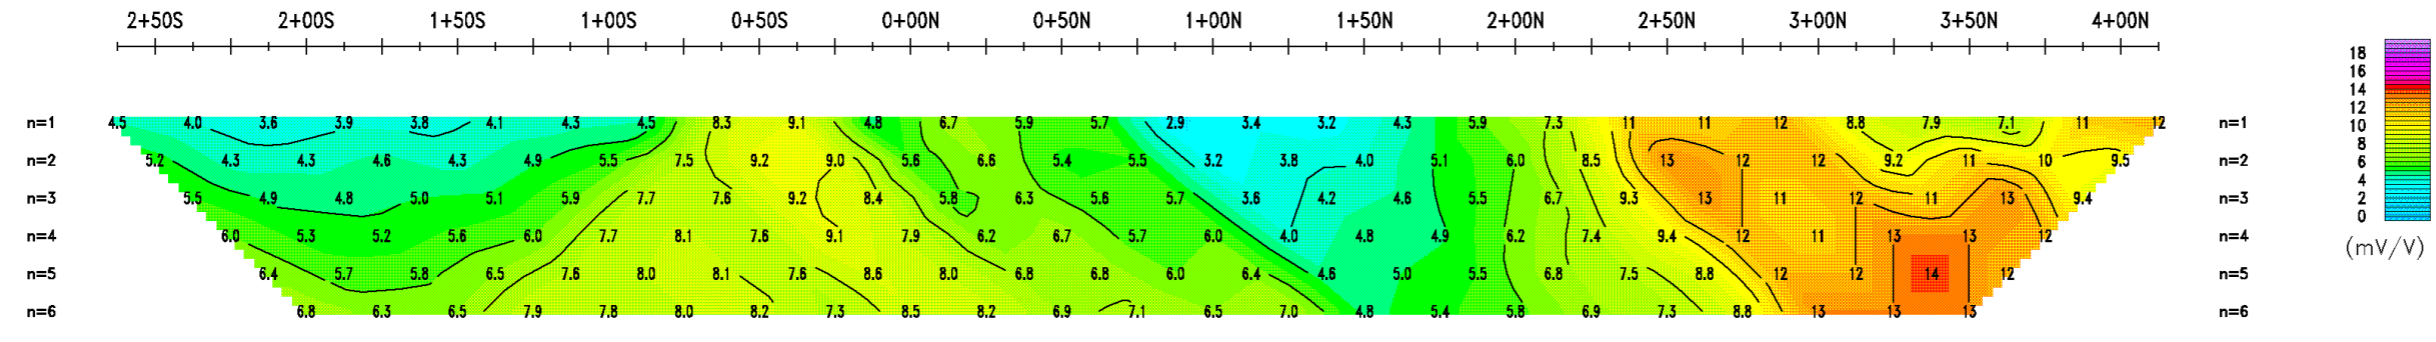 2+50S 2+00S 1+50S 1+00S 0+50S 0+00N 0+50N 1+00N 1+50N 2+00N 2+50N 3+00N 3+50N 4+00N
n=1 4.5 4.0 3.6 3.9 3.8 4.1 4.3 4.5 8.3 9.1 4.8 6.7 5.9 5.7 2.9 3.4 3.2 4.3 5.9 7.3 11 11 12 8.8 7.9 7.1 11 12 n=1
n=2 5.2 4.3 4.3 4.6 4.3 4.9 5.5 7.5 9.2 9.0 5.6 6.6 5.4 5.5 3.2 3.8 4.0 5.1 6.0 8.5 13 12 12 9.2 11 10 9.5 n=2
n=3 5.5 4.9 4.8 5.0 5.1 5.9 7.7 7.6 9.2 8.4 5.8 6.3 5.6 5.7 3.6 4.2 4.6 5.5 6.7 9.3 13 11 12 11 13 9.4 n=3
n=4 6.0 5.3 5.2 5.6 6.0 7.7 8.1 7.6 9.1 7.9 6.2 6.7 5.7 6.0 4.0 4.8 4.9 6.2 7.4 9.4 12 11 13 13 12 n=4
n=5 6.4 5.7 5.8 6.5 7.6 8.0 8.1 7.6 8.6 8.0 6.8 6.8 6.0 6.4 4.6 5.0 5.5 6.8 7.5 8.8 12 12 14 12 n=5
n=6 6.8 6.3 6.5 7.9 7.8 8.0 8.2 7.3 8.5 8.2 6.9 7.1 6.5 7.0 4.8 5.4 5.8 6.9 7.3 8.8 13 13 13 n=6
18
16
14
12
10
8
6
4
2
0
(mV/V)